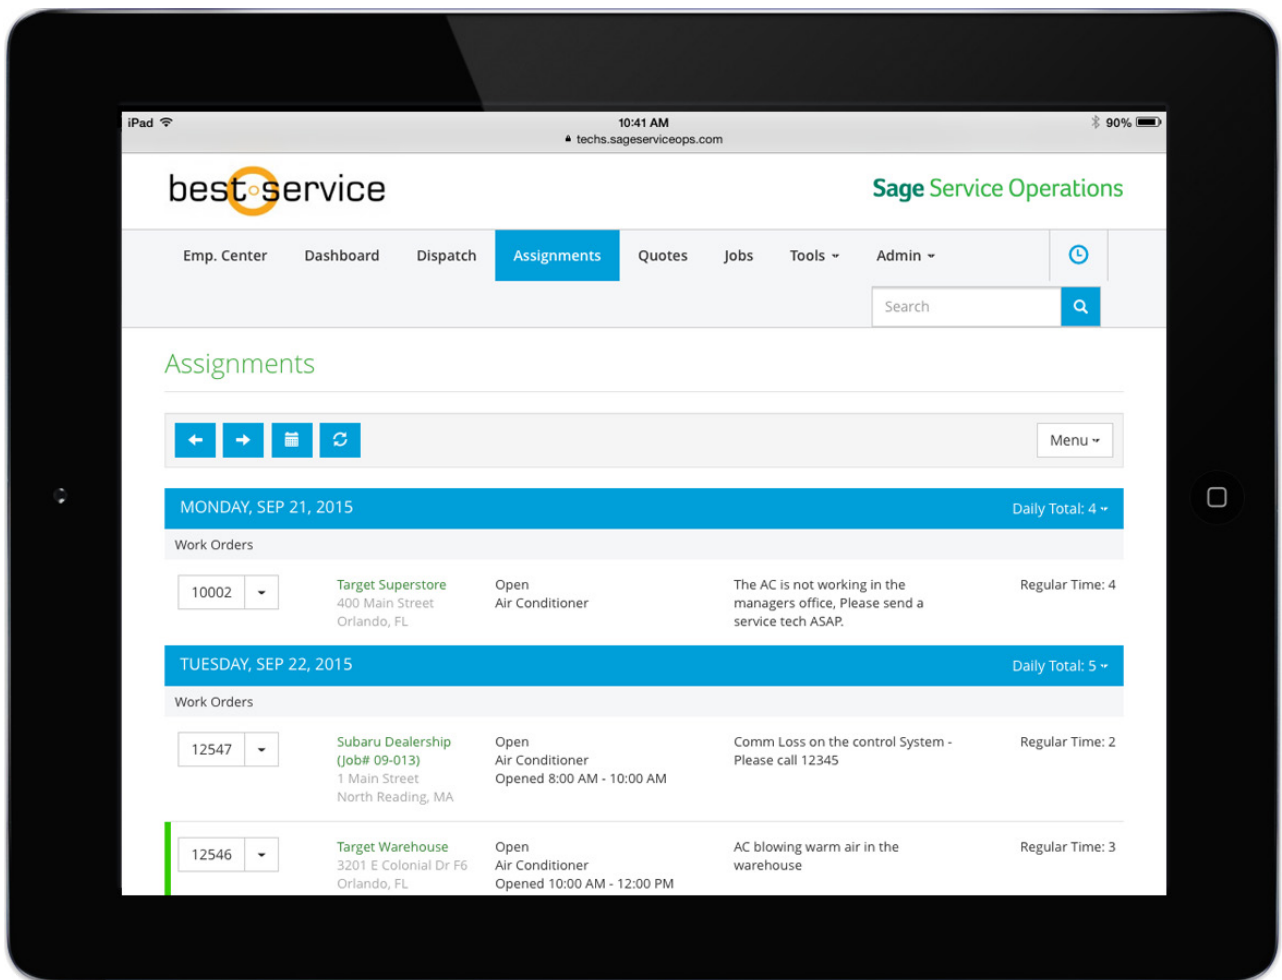 iPad
10:41 AM
90%
techs.sageserviceops.com
best service
Sage Service Operations
Emp. Center
Dashboard
Dispatch
Assignments
Quotes
Jobs
Tools
Admin
Search
Assignments
Menu
MONDAY, SEP 21, 2015
Daily Total: 4
Work Orders
10002
Target Superstore
400 Main Street
Orlando, FL
Open
Air Conditioner
The AC is not working in the
managers office, Please send a
service tech ASAP.
Regular Time: 4
TUESDAY, SEP 22, 2015
Daily Total: 5
Work Orders
12547
Subaru Dealership
(Job# 09-013)
1 Main Street
North Reading, MA
Open
Air Conditioner
Opened 8:00 AM - 10:00 AM
Comm Loss on the control System -
Please call 12345
Regular Time: 2
12546
Target Warehouse
3201 E Colonial Dr F6
Orlando, FL
Open
Air Conditioner
Opened 10:00 AM - 12:00 PM
AC blowing warm air in the
warehouse
Regular Time: 3